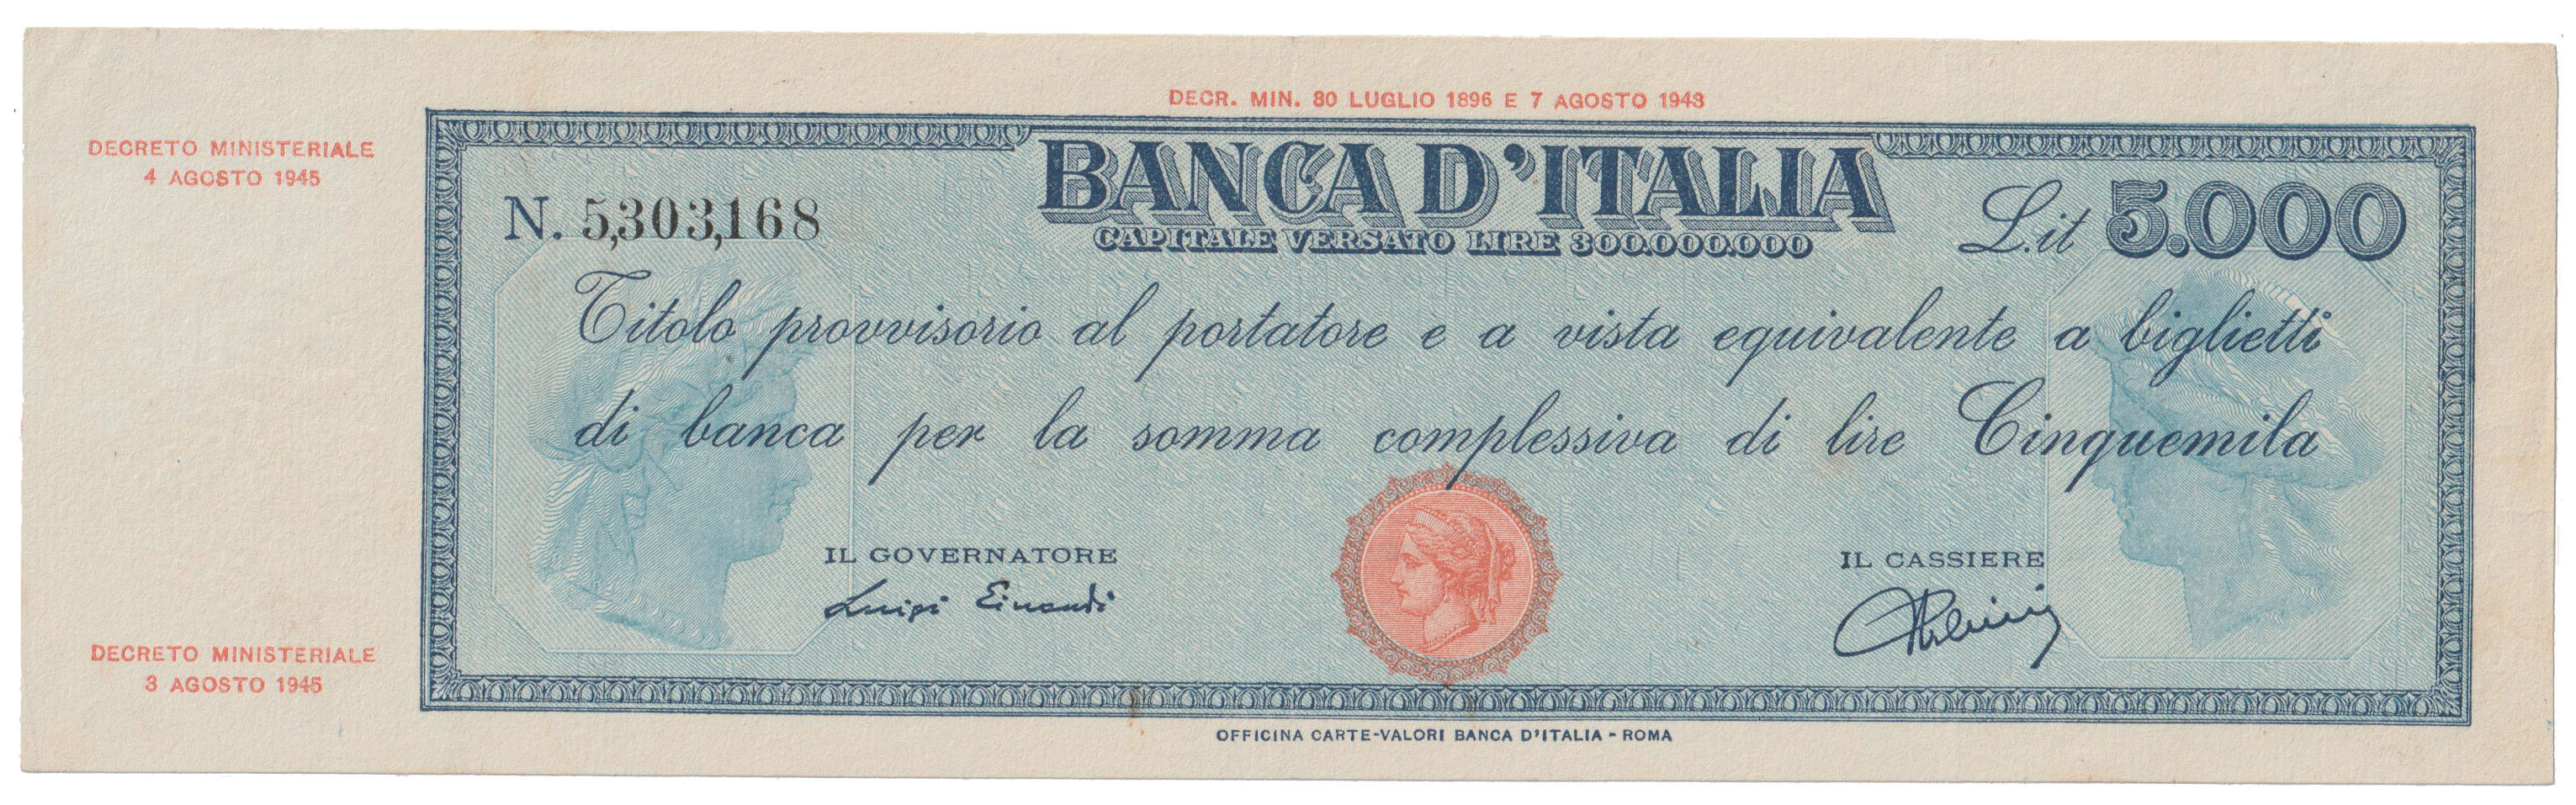 DECR. MIN. 30 LUGLIO 1896 E 7 AGOSTO 1943
DECRETO MINISTERIALE
4 AGOSTO 1945
BANCA D'ITALIA
CAPITALE VERSATO LIRE 300.000.000
N. 5,303,168
L.it 5.000
Titolo provvisorio al portatore e a vista equivalente a biglietti
di banca per la somma complessiva di lire Cinquemila
IL GOVERNATORE
Luigi Einaudi
IL CASSIERE
DECRETO MINISTERIALE
3 AGOSTO 1945
OFFICINA CARTE-VALORI BANCA D'ITALIA - ROMA